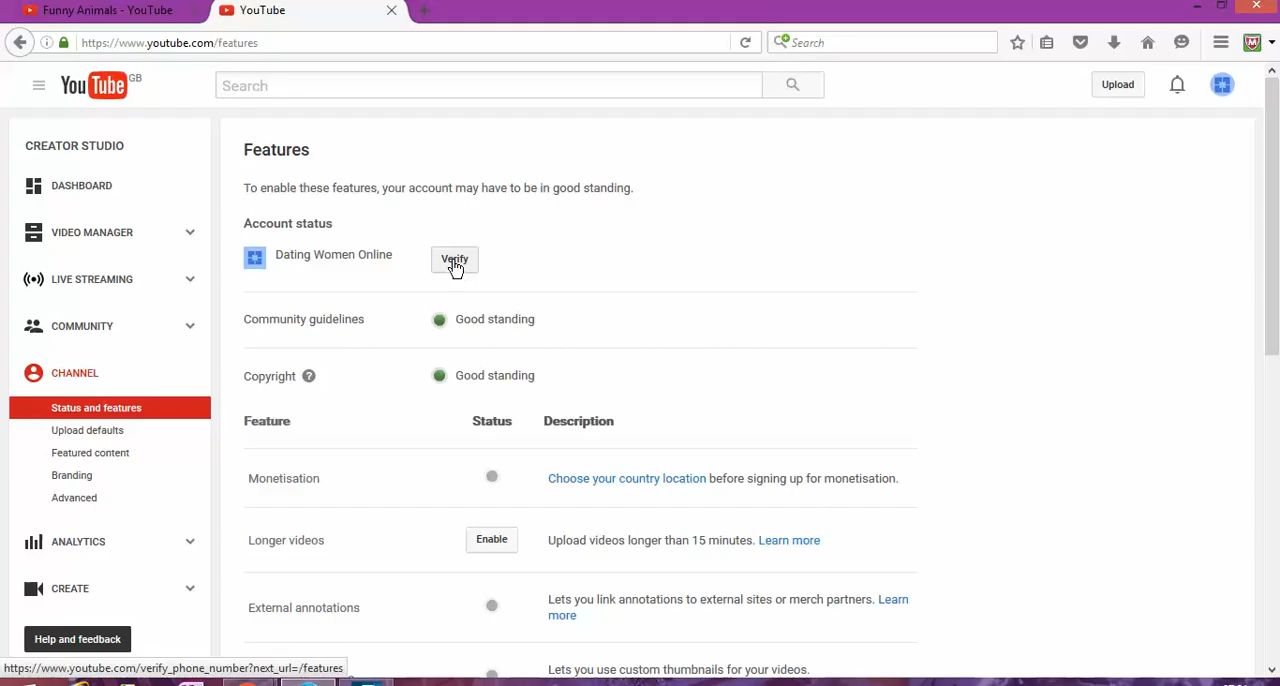 Funny Animals - YouTube
YouTube
https://www.youtube.com/features
Search
YouTube GB
Search
Upload
CREATOR STUDIO
DASHBOARD
VIDEO MANAGER
LIVE STREAMING
COMMUNITY
CHANNEL
Status and features
Upload defaults
Featured content
Branding
Advanced
ANALYTICS
CREATE
Help and feedback
Features
To enable these features, your account may have to be in good standing.
Account status
Dating Women Online
Verify
Community guidelines
Good standing
Copyright ?
Good standing
Feature Status Description
Monetisation
Choose your country location before signing up for monetisation.
Longer videos
Enable
Upload videos longer than 15 minutes. Learn more
External annotations
Lets you link annotations to external sites or merch partners. Learn
more
Lets you use custom thumbnails for your videos.
https://www.youtube.com/verify_phone_number?next_url=/features